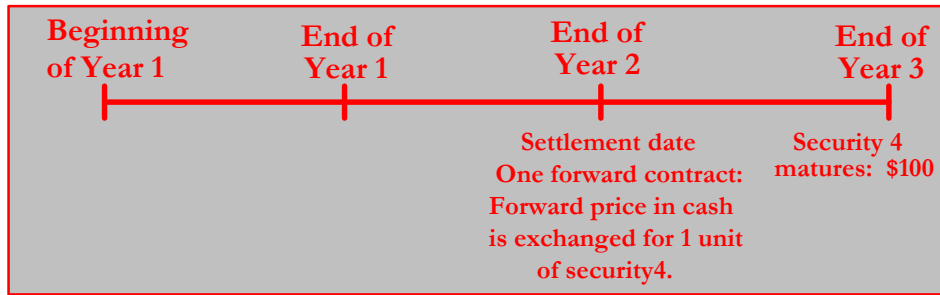 Beginning
of Year 1
End of
Year 1
End of
Year 2
End of
Year 3
Settlement date
One forward contract:
Forward price in cash
is exchanged for 1 unit
of security4.
Security 4
matures: $100